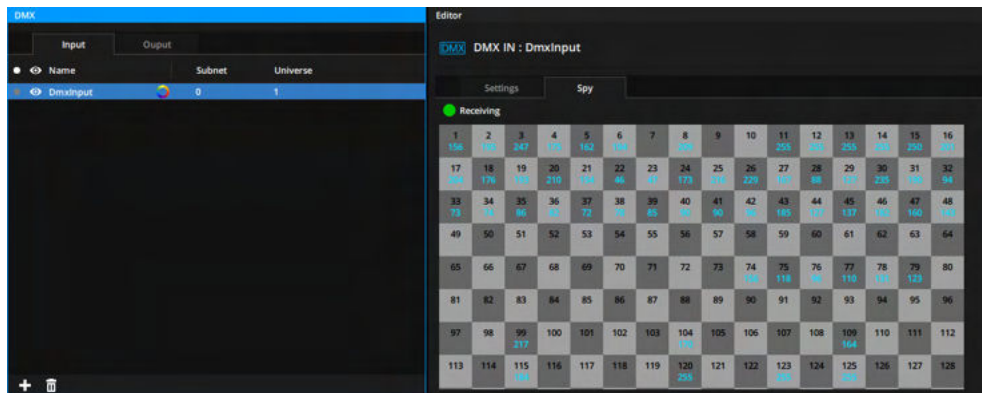 DMX
Input Ouput
Name Subnet Universe
DmxInput 0 1
Editor
DMX DMX IN : DmxInput
Settings Spy
Receiving
1 2 3 4 5 6 7 8 9 10 11 12 13 14 15 16
156 247 162 255 255 250
17 18 19 20 21 22 23 24 25 26 27 28 29 30 31 32
176 210 46 173 229 88 235 94
33 34 35 36 37 38 39 40 41 42 43 44 45 46 47 48
73 86 72 85 90 185 137 160
49 50 51 52 53 54 55 56 57 58 59 60 61 62 63 64
65 66 67 68 69 70 71 72 73 74 75 76 77 78 79 80
118 110 123
81 82 83 84 85 86 87 88 89 90 91 92 93 94 95 96
97 98 99 100 101 102 103 104 105 106 107 108 109 110 111 112
217 164
113 114 115 116 117 118 119 120 121 122 123 124 125 126 127 128
255